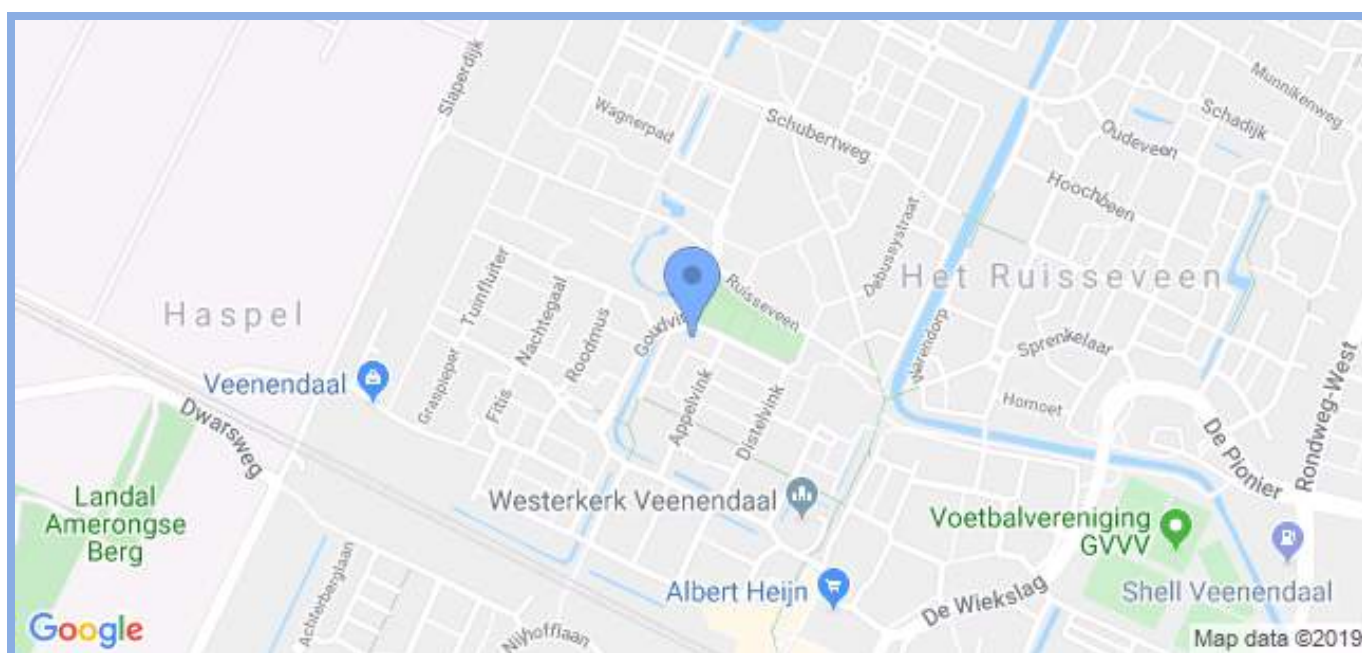 Slaperdijk
Wagnerpad
Schubertweg
Munnikenweg
Schadijk
Oudeveen
Debussystraat
Het Ruisseveen
Ruisseveen
Haspel
Tuinfluiter
Nachtegaal
Roodmus
Graspieper
Fitis
Appelvink
Distelvink
Sprenkelaar
Veenendaal
Dwarsweg
Landal
Amerongse
Berg
Westerkerk Veenendaal
Voetbalvereniging
GVVV
De Pionier
Rondweg-West
Albert Heijn
De Wiekslag
Shell Veenendaal
Achterberglaan
Nijhofflaan
Google
Map data ©2019